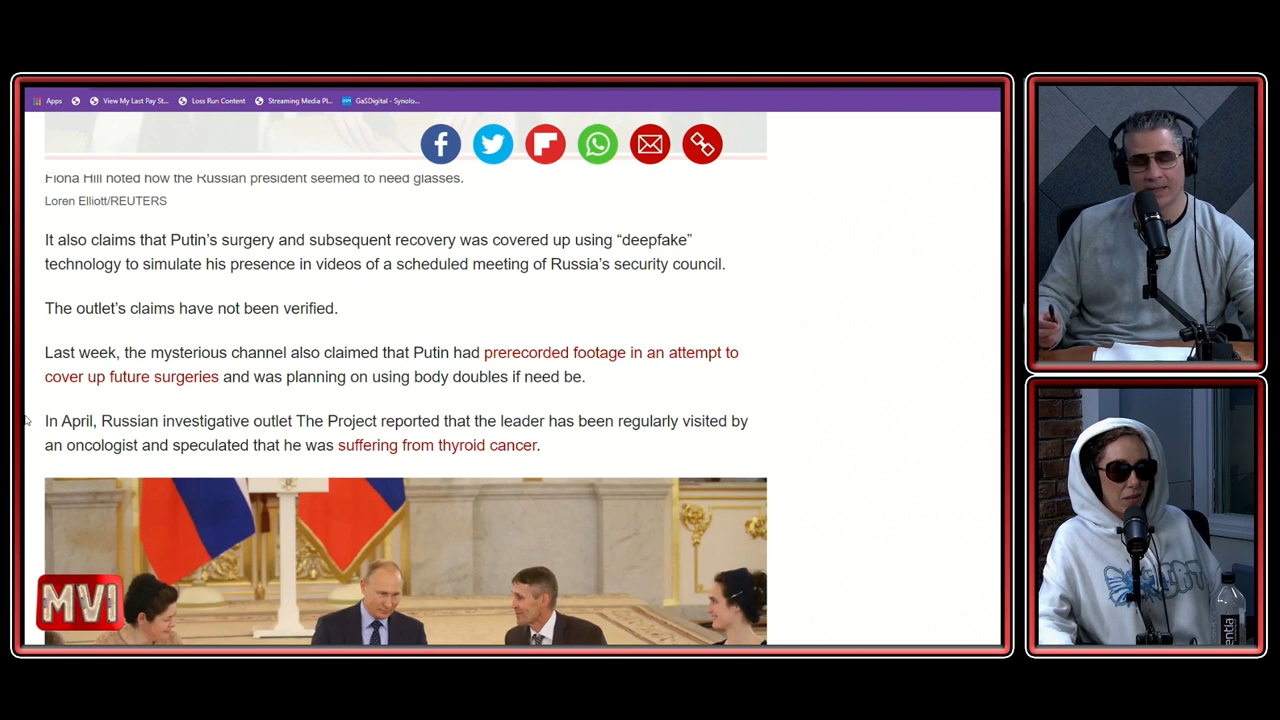 Apps
View My Last Pay St...
Loss Run Content
Streaming Media Pl...
GaSDigital - Synolo...
Fiona Hill noted how the Russian president seemed to need glasses.
Loren Elliott/REUTERS
It also claims that Putin’s surgery and subsequent recovery was covered up using “deepfake”
technology to simulate his presence in videos of a scheduled meeting of Russia’s security council.
The outlet’s claims have not been verified.
Last week, the mysterious channel also claimed that Putin had prerecorded footage in an attempt to
cover up future surgeries and was planning on using body doubles if need be.
In April, Russian investigative outlet The Project reported that the leader has been regularly visited by
an oncologist and speculated that he was suffering from thyroid cancer.
MVI